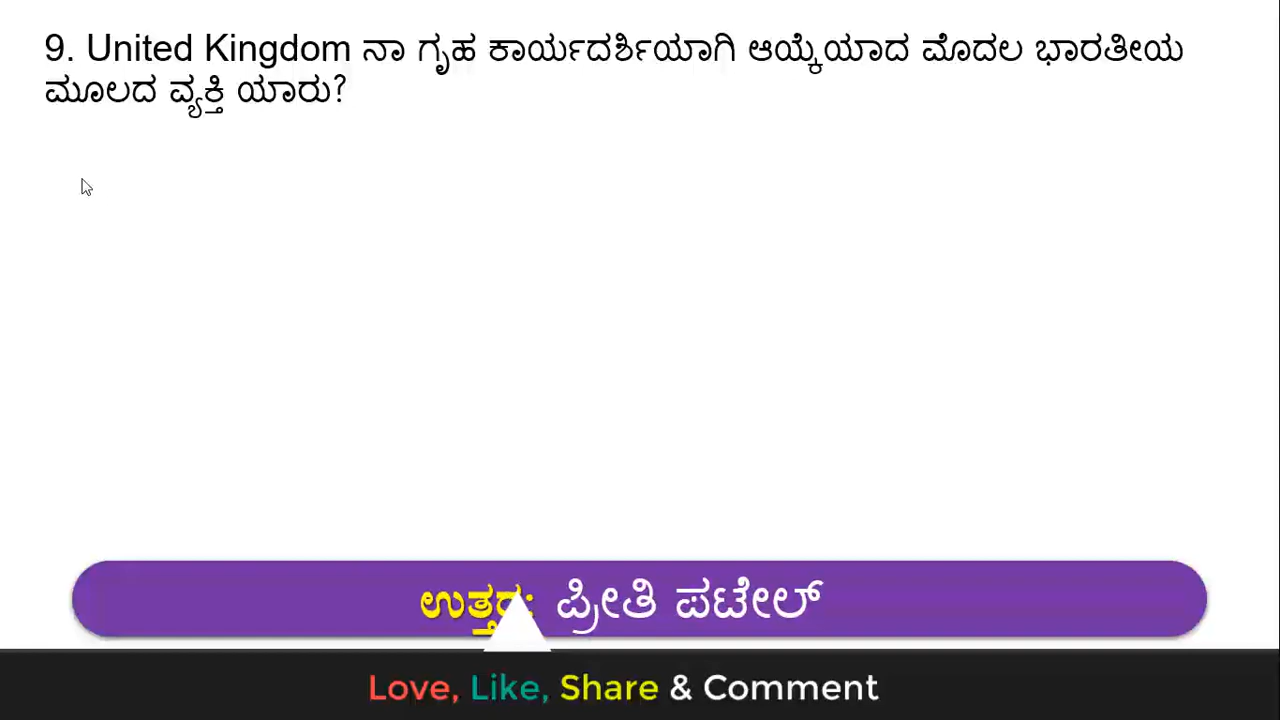 9. United Kingdom ನಾ ಗೃಹ ಕಾರ್ಯದರ್ಶಿಯಾಗಿ ಆಯ್ಕೆಯಾದ ಮೊದಲ ಭಾರತೀಯ
ಮೂಲದ ವ್ಯಕ್ತಿ ಯಾರು?
ಉತ್ತರ: ಪ್ರೀತಿ ಪಟೇಲ್
Love, Like, Share & Comment